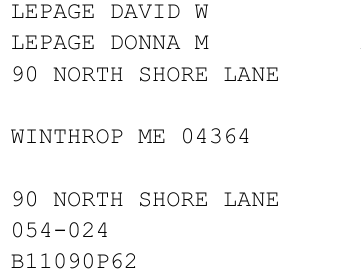 LEPAGE DAVID W
LEPAGE DONNA M
90 NORTH SHORE LANE
WINTHROP ME 04364
90 NORTH SHORE LANE
054-024
B11090P62